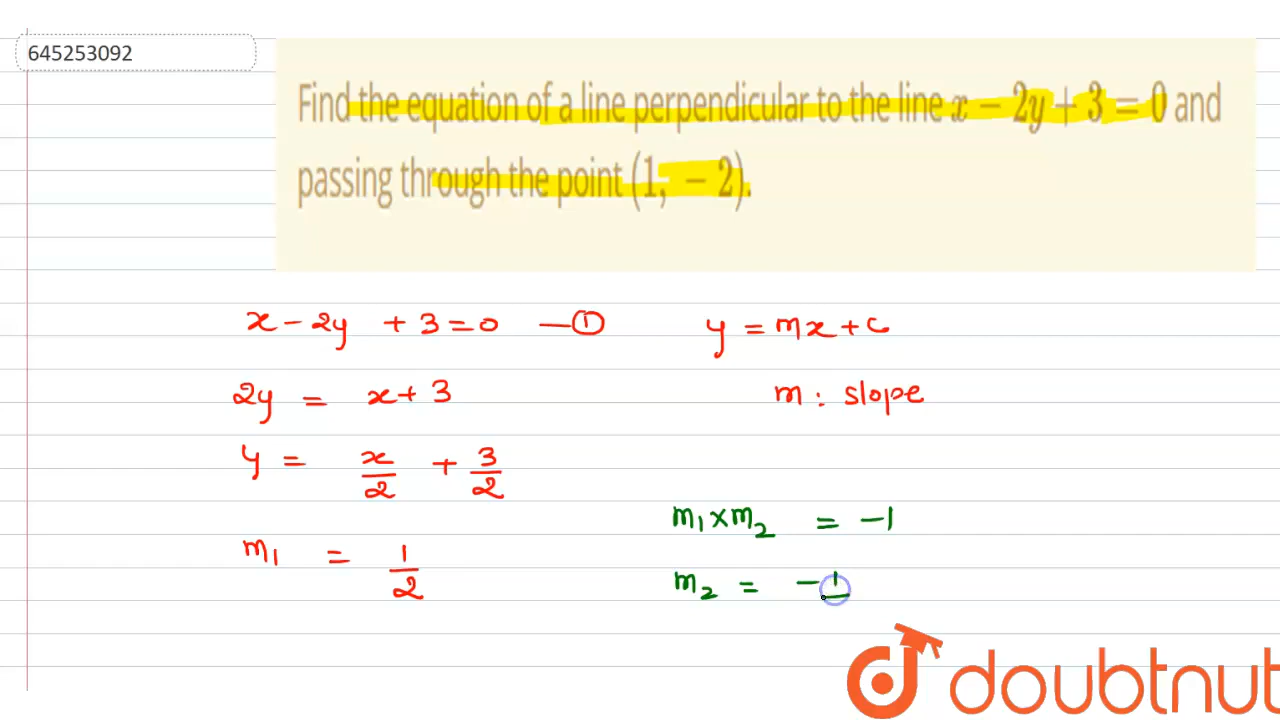 645253092
Find the equation of a line perpendicular to the line x − 2y + 3 = 0 and
passing through the point (1, − 2).
x − 2y + 3 = 0 — ①
y = mx + c
2y = x + 3
m : slope
y = x/2 + 3/2
m₁ × m₂ = −1
m₁ = 1/2
m₂ = −1/
doubtnut